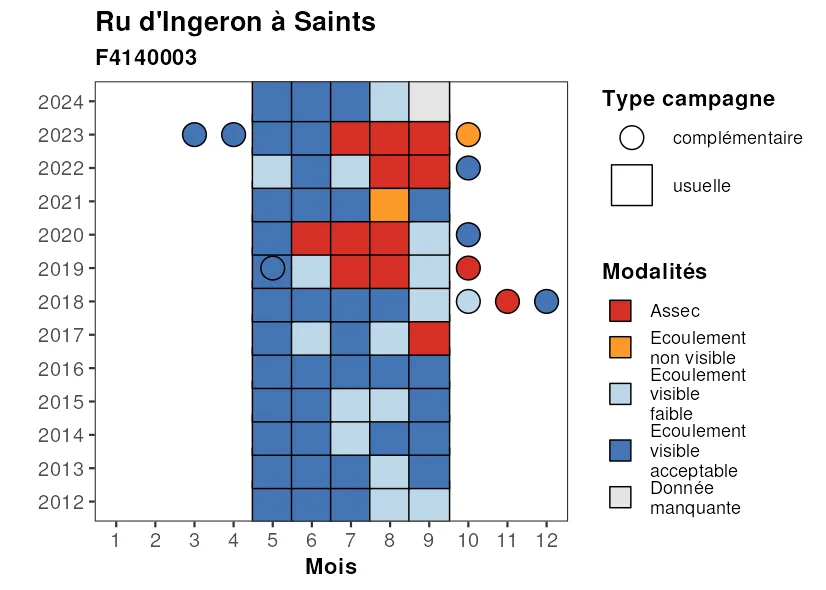 Ru d'Ingeron à Saints
F4140003
2024
2023
2022
2021
2020
2019
2018
2017
2016
2015
2014
2013
2012
1 2 3 4 5 6 7 8 9 10 11 12
Mois
Type campagne
complémentaire
usuelle
Modalités
Assec
Ecoulement
non visible
Ecoulement
visible
faible
Ecoulement
visible
acceptable
Donnée
manquante